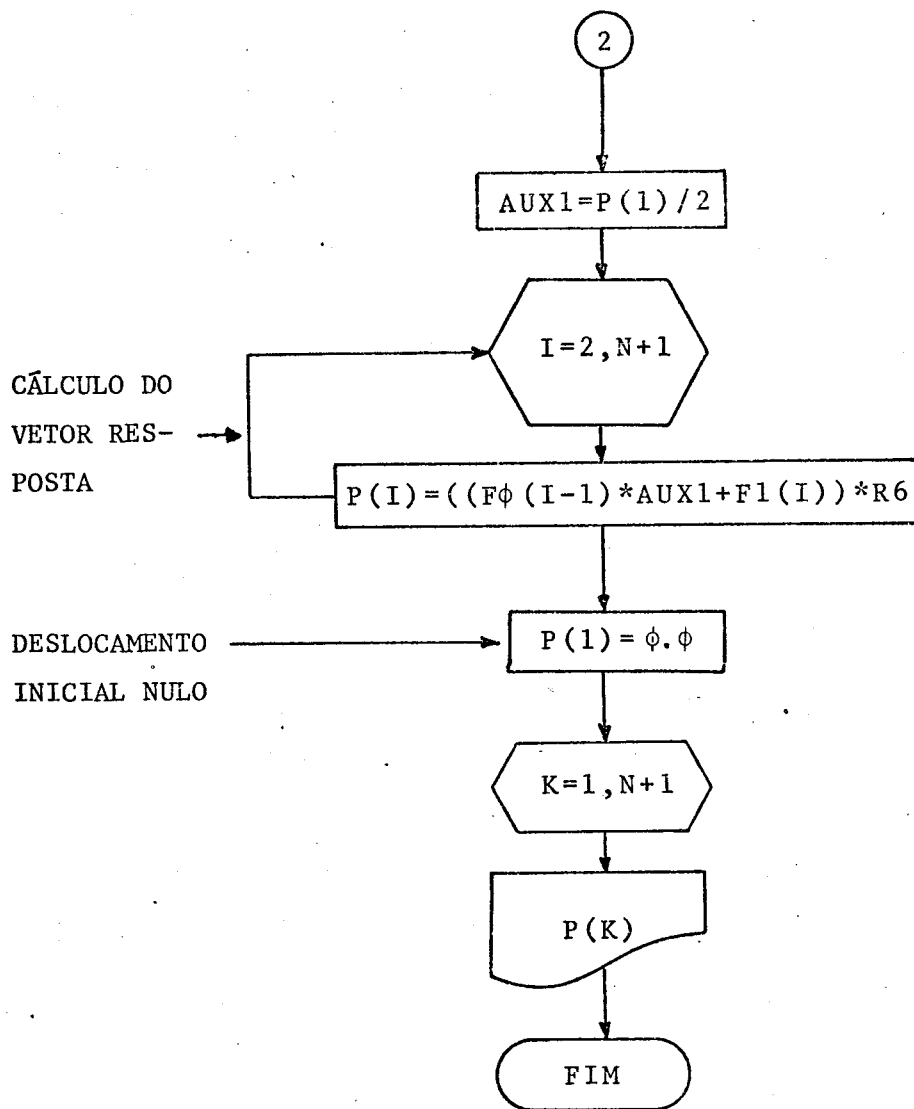 2
AUX1=P(1)/2
I=2,N+1
CÁLCULO DO
VETOR RES-
POSTA
P(I)=((Fϕ(I-1)*AUX1+F1(I))*R6
DESLOCAMENTO
INICIAL NULO
P(1)=ϕ.ϕ
K=1,N+1
P(K)
FIM